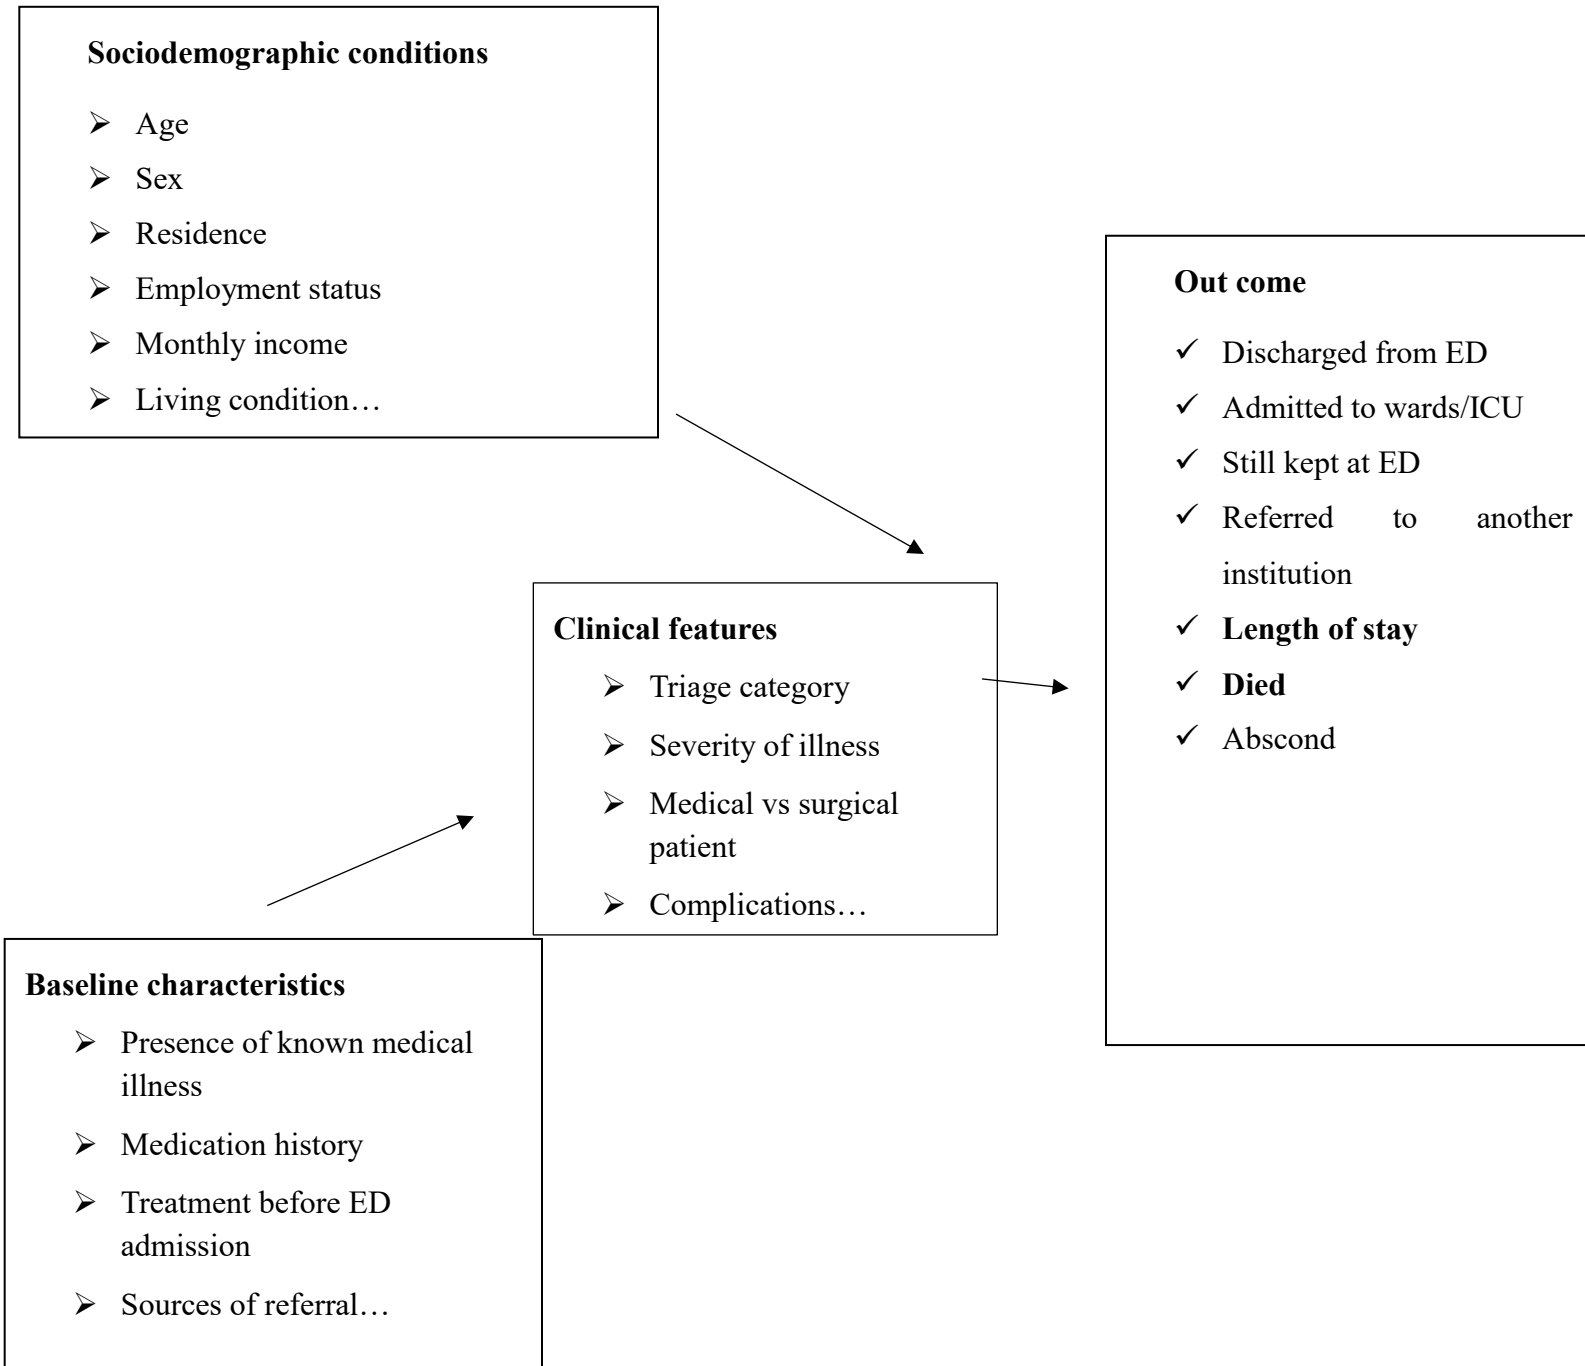 Sociodemographic conditions
➢ Age
➢ Sex
➢ Residence
➢ Employment status
➢ Monthly income
➢ Living condition…
Out come
✓ Discharged from ED
✓ Admitted to wards/ICU
✓ Still kept at ED
✓ Referred to another
institution
✓ Length of stay
✓ Died
✓ Abscond
Clinical features
➢ Triage category
➢ Severity of illness
➢ Medical vs surgical
patient
➢ Complications…
Baseline characteristics
➢ Presence of known medical
illness
➢ Medication history
➢ Treatment before ED
admission
➢ Sources of referral…